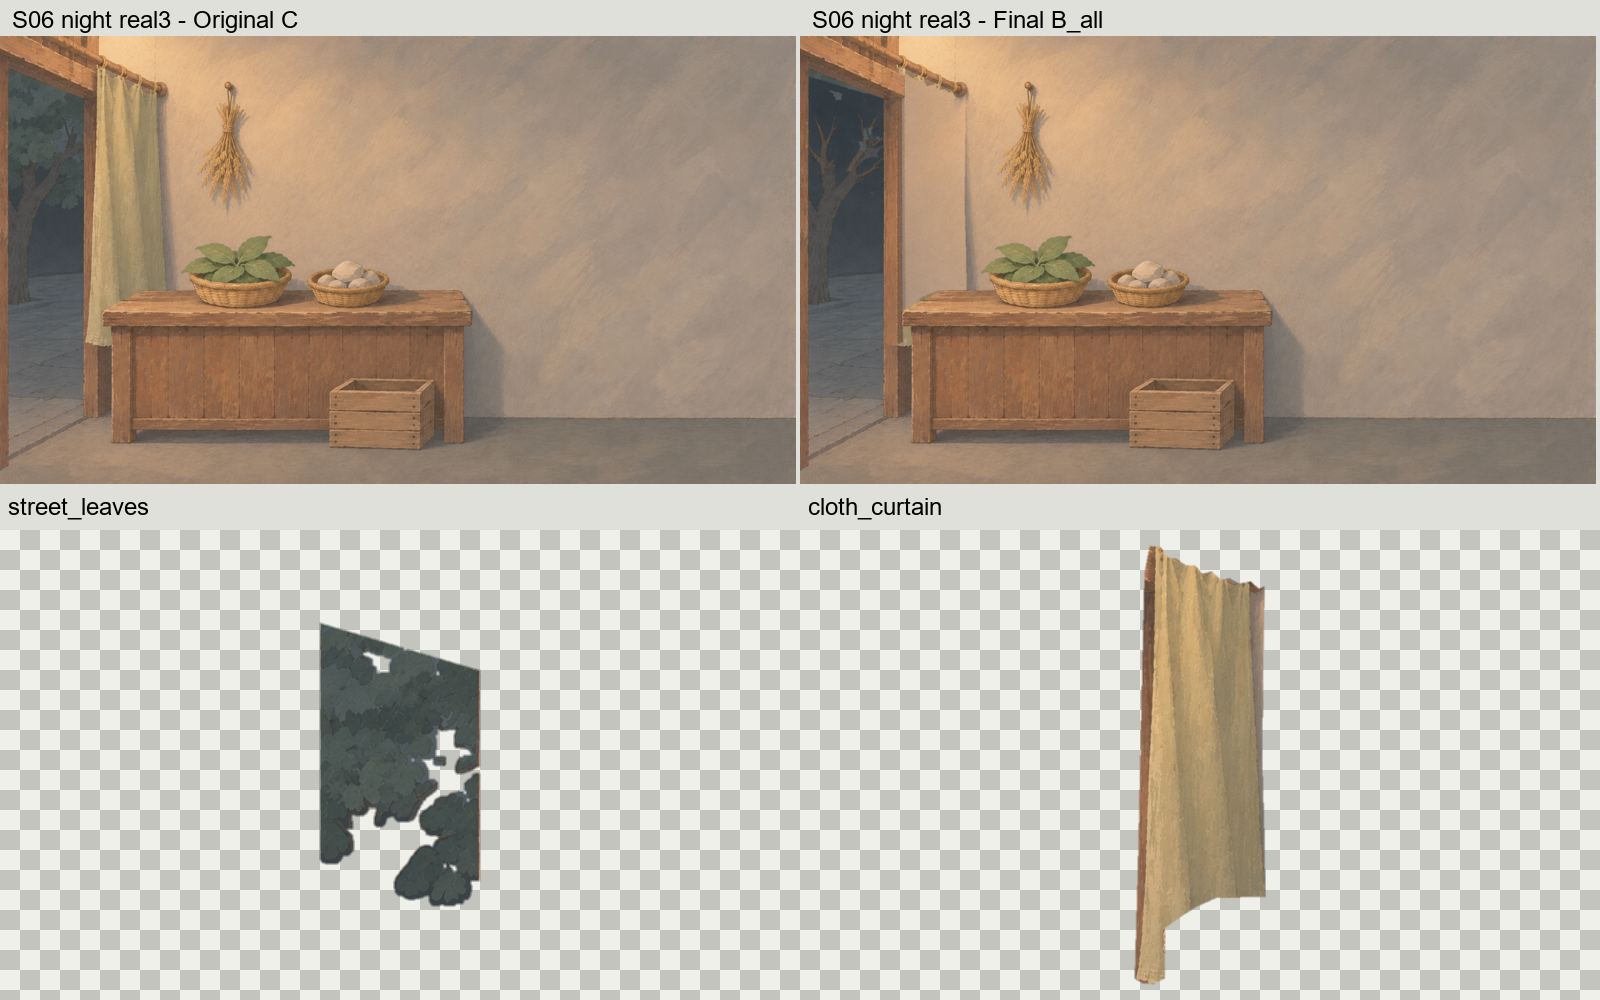 S06 night real3 - Original C
S06 night real3 - Final B_all
street_leaves
cloth_curtain